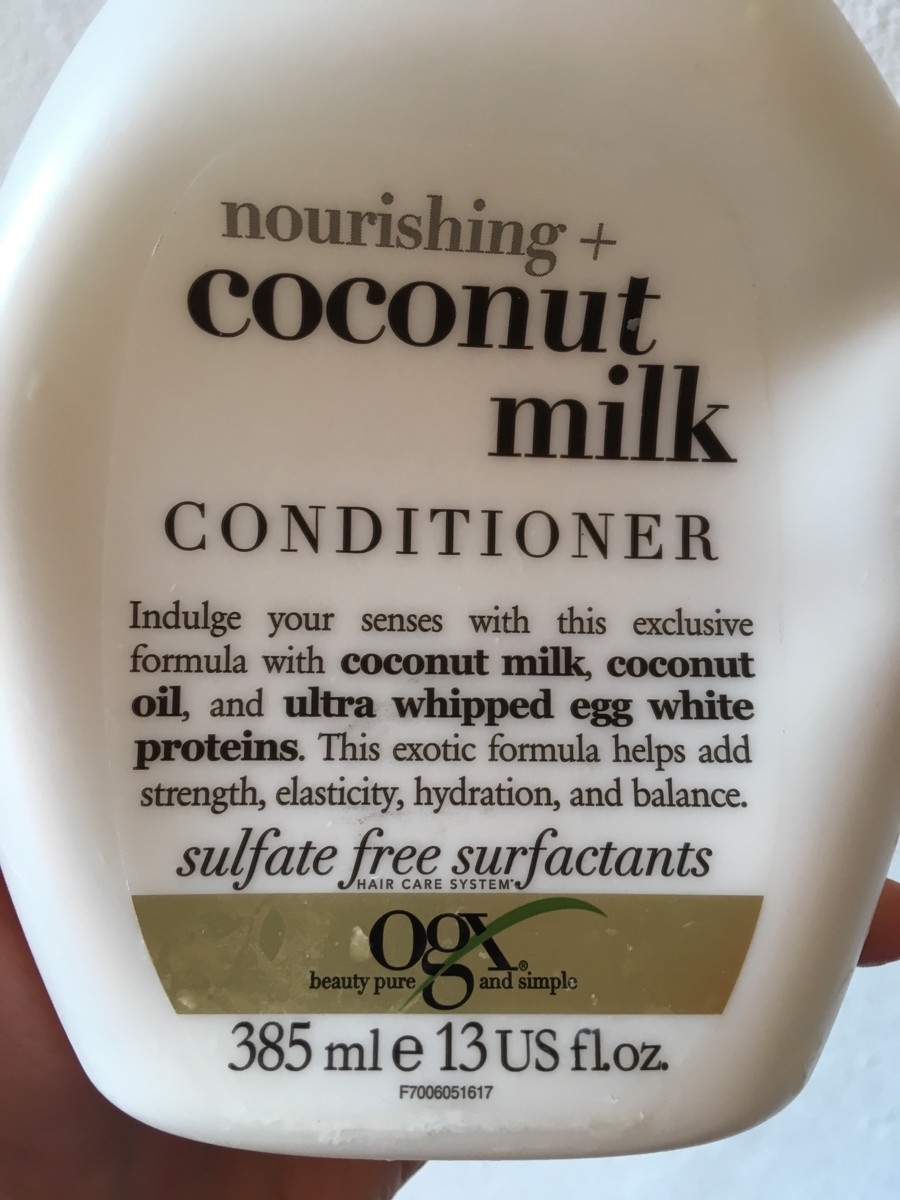 nourishing +
coconut
milk
CONDITIONER
Indulge your senses with this exclusive
formula with coconut milk, coconut
oil, and ultra whipped egg white
proteins. This exotic formula helps add
strength, elasticity, hydration, and balance.
sulfate free surfactants
HAIR CARE SYSTEM™
ogx®
beauty pure and simple
385 ml e 13 US fl.oz.
F7006051617